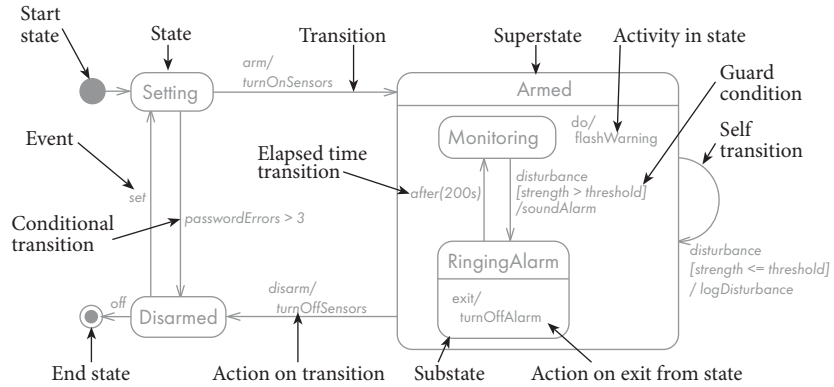 Start
state
State
Transition
Superstate
Activity in state
arm/
turnOnSensors
Guard
condition
Setting
Armed
do/
flashWarning
Self
transition
Monitoring
Event
Elapsed time
transition
set
after(200s)
disturbance
[strength > threshold]
/soundAlarm
Conditional
transition
passwordErrors > 3
RingingAlarm
disturbance
[strength <= threshold]
/ logDisturbance
disarm/
turnOffSensors
exit/
turnOffAlarm
off
Disarmed
End state
Action on transition
Substate
Action on exit from state